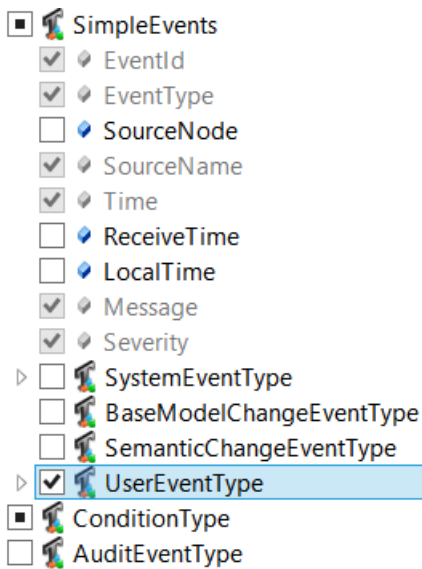 SimpleEvents
EventId
EventType
SourceNode
SourceName
Time
ReceiveTime
LocalTime
Message
Severity
SystemEventType
BaseModelChangeEventType
SemanticChangeEventType
UserEventType
ConditionType
AuditEventType